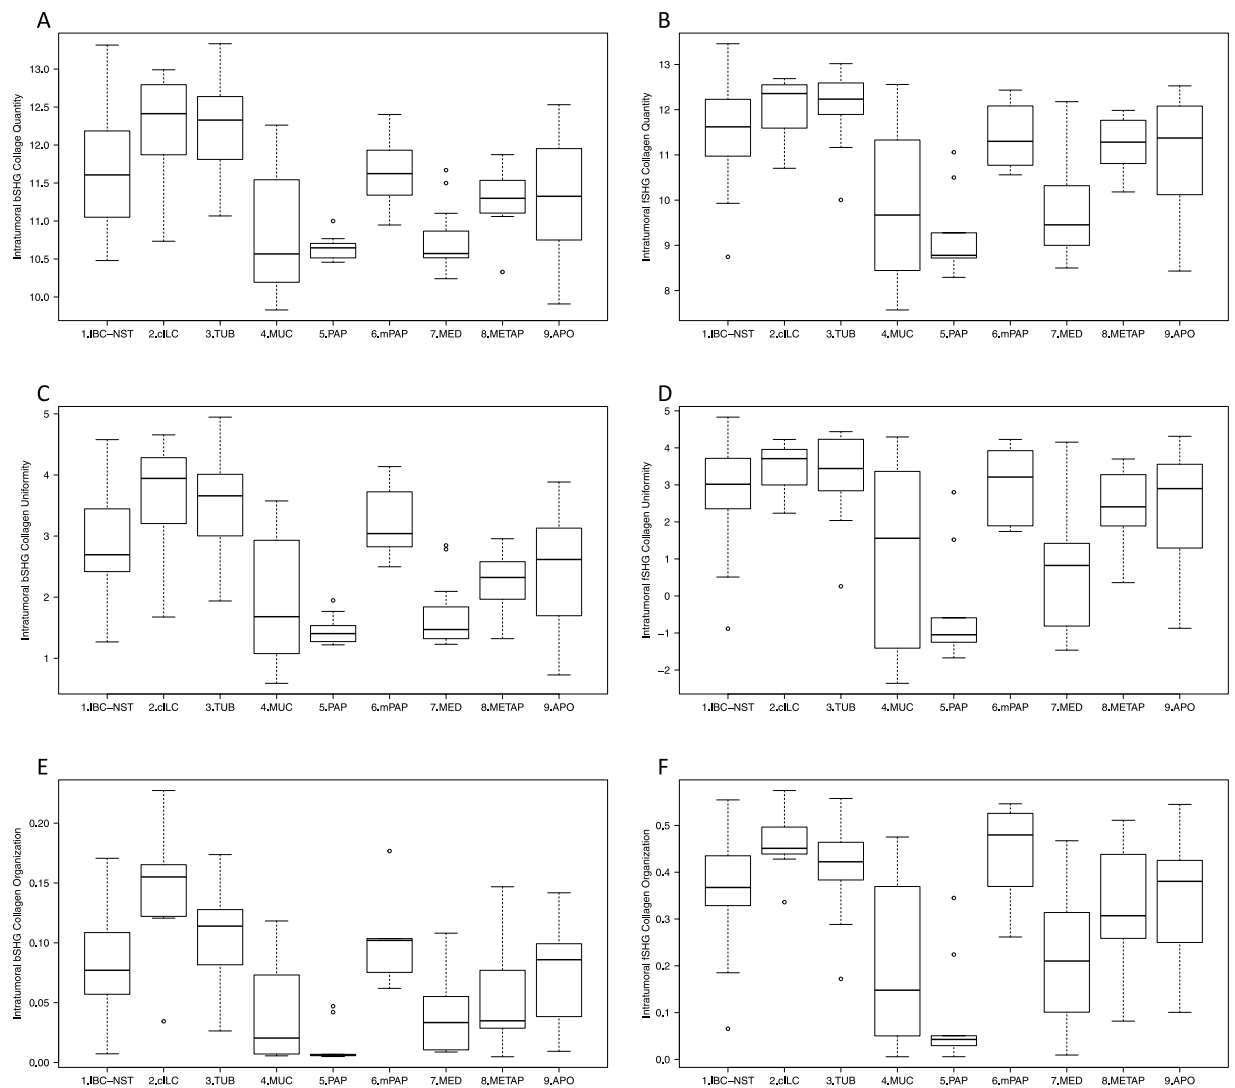 A
Intratumoral bSHG Collage Quantity
13.0
12.5
12.0
11.5
11.0
10.5
10.0
1.IBC−NST 2.cILC 3.TUB 4.MUC 5.PAP 6.mPAP 7.MED 8.METAP 9.APO
B
Intratumoral fSHG Collagen Quantity
13
12
11
10
9
8
1.IBC−NST 2.cILC 3.TUB 4.MUC 5.PAP 6.mPAP 7.MED 8.METAP 9.APO
C
Intratumoral bSHG Collagen Uniformity
5
4
3
2
1
1.IBC−NST 2.cILC 3.TUB 4.MUC 5.PAP 6.mPAP 7.MED 8.METAP 9.APO
D
Intratumoral fSHG Collagen Uniformity
5
4
3
2
1
0
−1
−2
1.IBC−NST 2.cILC 3.TUB 4.MUC 5.PAP 6.mPAP 7.MED 8.METAP 9.APO
E
Intratumoral bSHG Collagen Organization
0.20
0.15
0.10
0.05
0.00
1.IBC−NST 2.cILC 3.TUB 4.MUC 5.PAP 6.mPAP 7.MED 8.METAP 9.APO
F
Intratumoral fSHG Collagen Organization
0.5
0.4
0.3
0.2
0.1
0.0
1.IBC−NST 2.cILC 3.TUB 4.MUC 5.PAP 6.mPAP 7.MED 8.METAP 9.APO